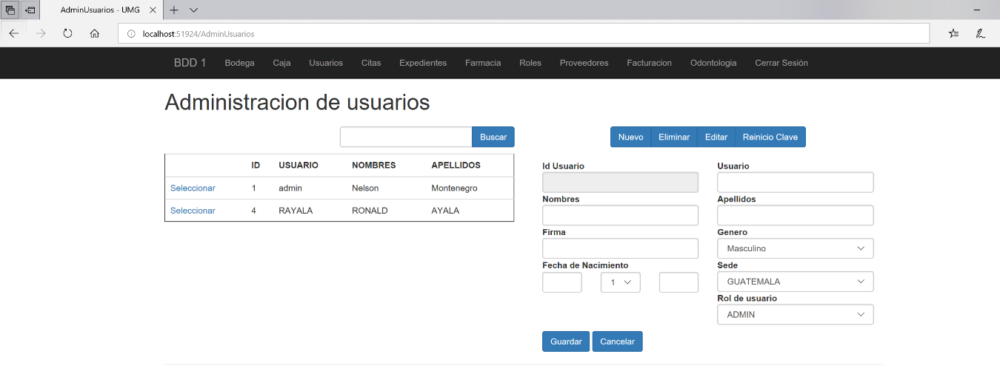 AdminUsuarios - UMG
localhost:51924/AdminUsuarios
BDD 1 Bodega Caja Usuarios Citas Expedientes Farmacia Roles Proveedores Facturacion Odontologia Cerrar Sesión
Administracion de usuarios
Buscar
Nuevo Eliminar Editar Reinicio Clave
ID USUARIO NOMBRES APELLIDOS
Seleccionar 1 admin Nelson Montenegro
Seleccionar 4 RAYALA RONALD AYALA
Id Usuario Usuario
Nombres Apellidos
Firma Genero
Masculino
Fecha de Nacimiento Sede
1 GUATEMALA
Rol de usuario
ADMIN
Guardar Cancelar